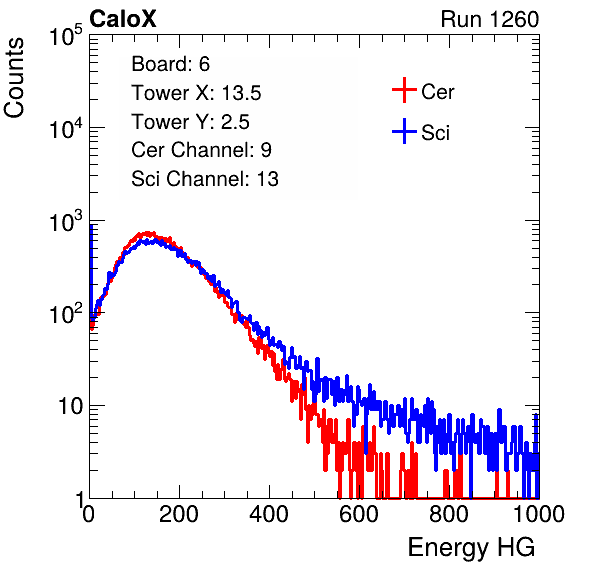 CaloX Run 1260
Counts
Board: 6
Tower X: 13.5
Tower Y: 2.5
Cer Channel: 9
Sci Channel: 13
Cer
Sci
10^5
10^4
10^3
10^2
10
1
0 200 400 600 800 1000
Energy HG